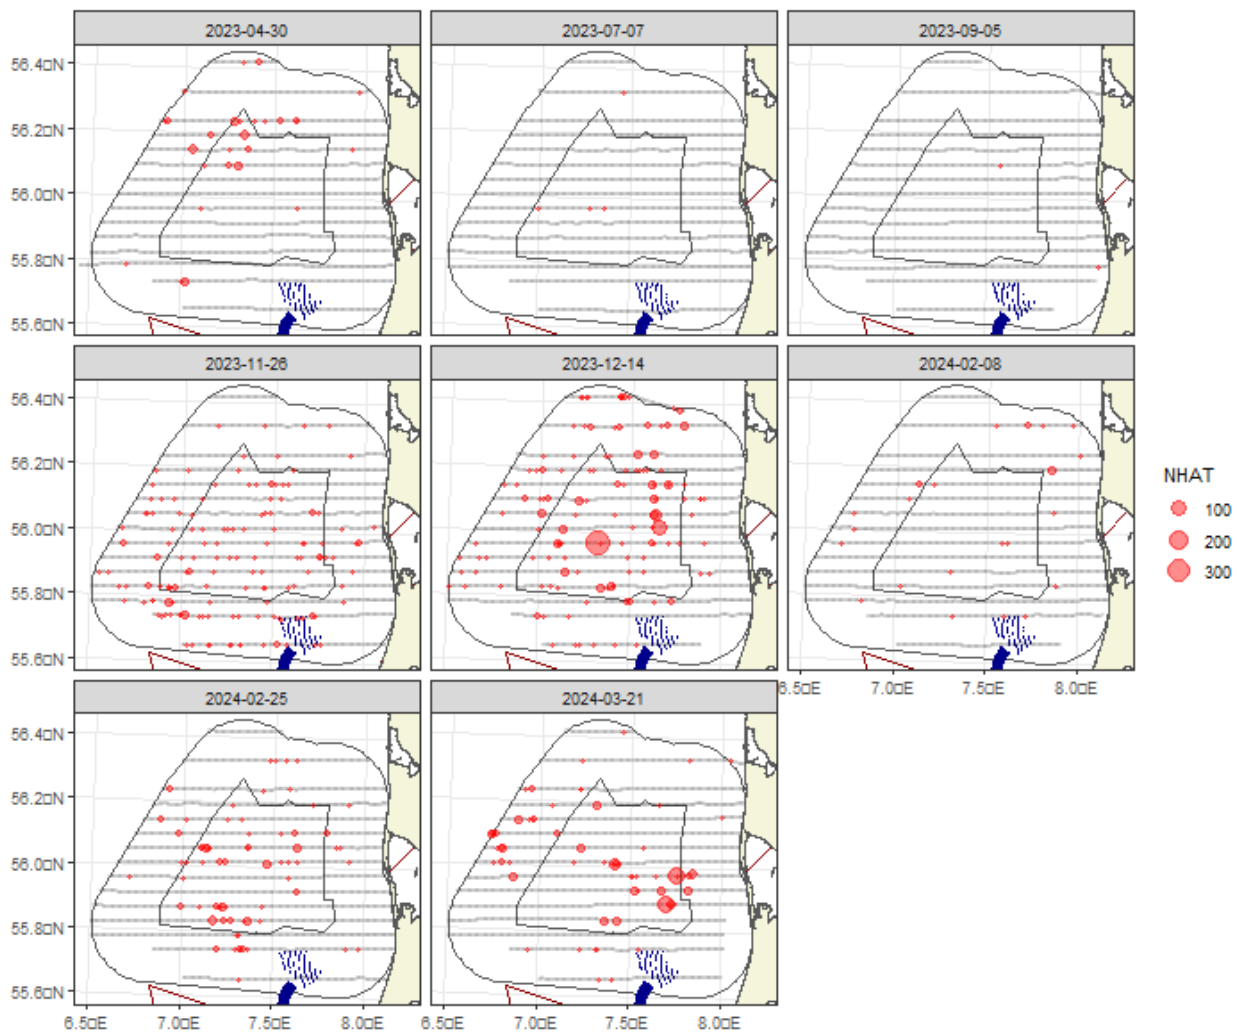 2023-04-30 2023-07-07 2023-09-05
56.4□N
56.2□N
56.0□N
55.8□N
55.6□N
2023-11-26 2023-12-14 2024-02-08
56.4□N
56.2□N
56.0□N
55.8□N
55.6□N
NHAT
100
200
300
6.5□E 7.0□E 7.5□E 8.0□E
2024-02-25 2024-03-21
56.4□N
56.2□N
56.0□N
55.8□N
55.6□N
6.5□E 7.0□E 7.5□E 8.0□E 6.5□E 7.0□E 7.5□E 8.0□E